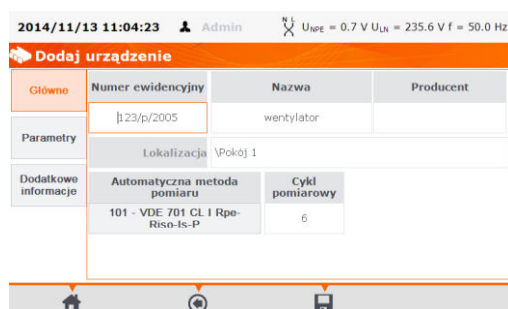 2014/11/13 11:04:23 Admin N L UNPE = 0.7 V ULN = 235.6 V f = 50.0 Hz
Dodaj urządzenie
Główne
Numer ewidencyjny Nazwa Producent
123/p/2005 wentylator
Parametry
Lokalizacja \Pokój 1
Dodatkowe
informacje
Automatyczna metoda
pomiaru
Cykl
pomiarowy
101 - VDE 701 CL I Rpe-
Riso-Is-P
6